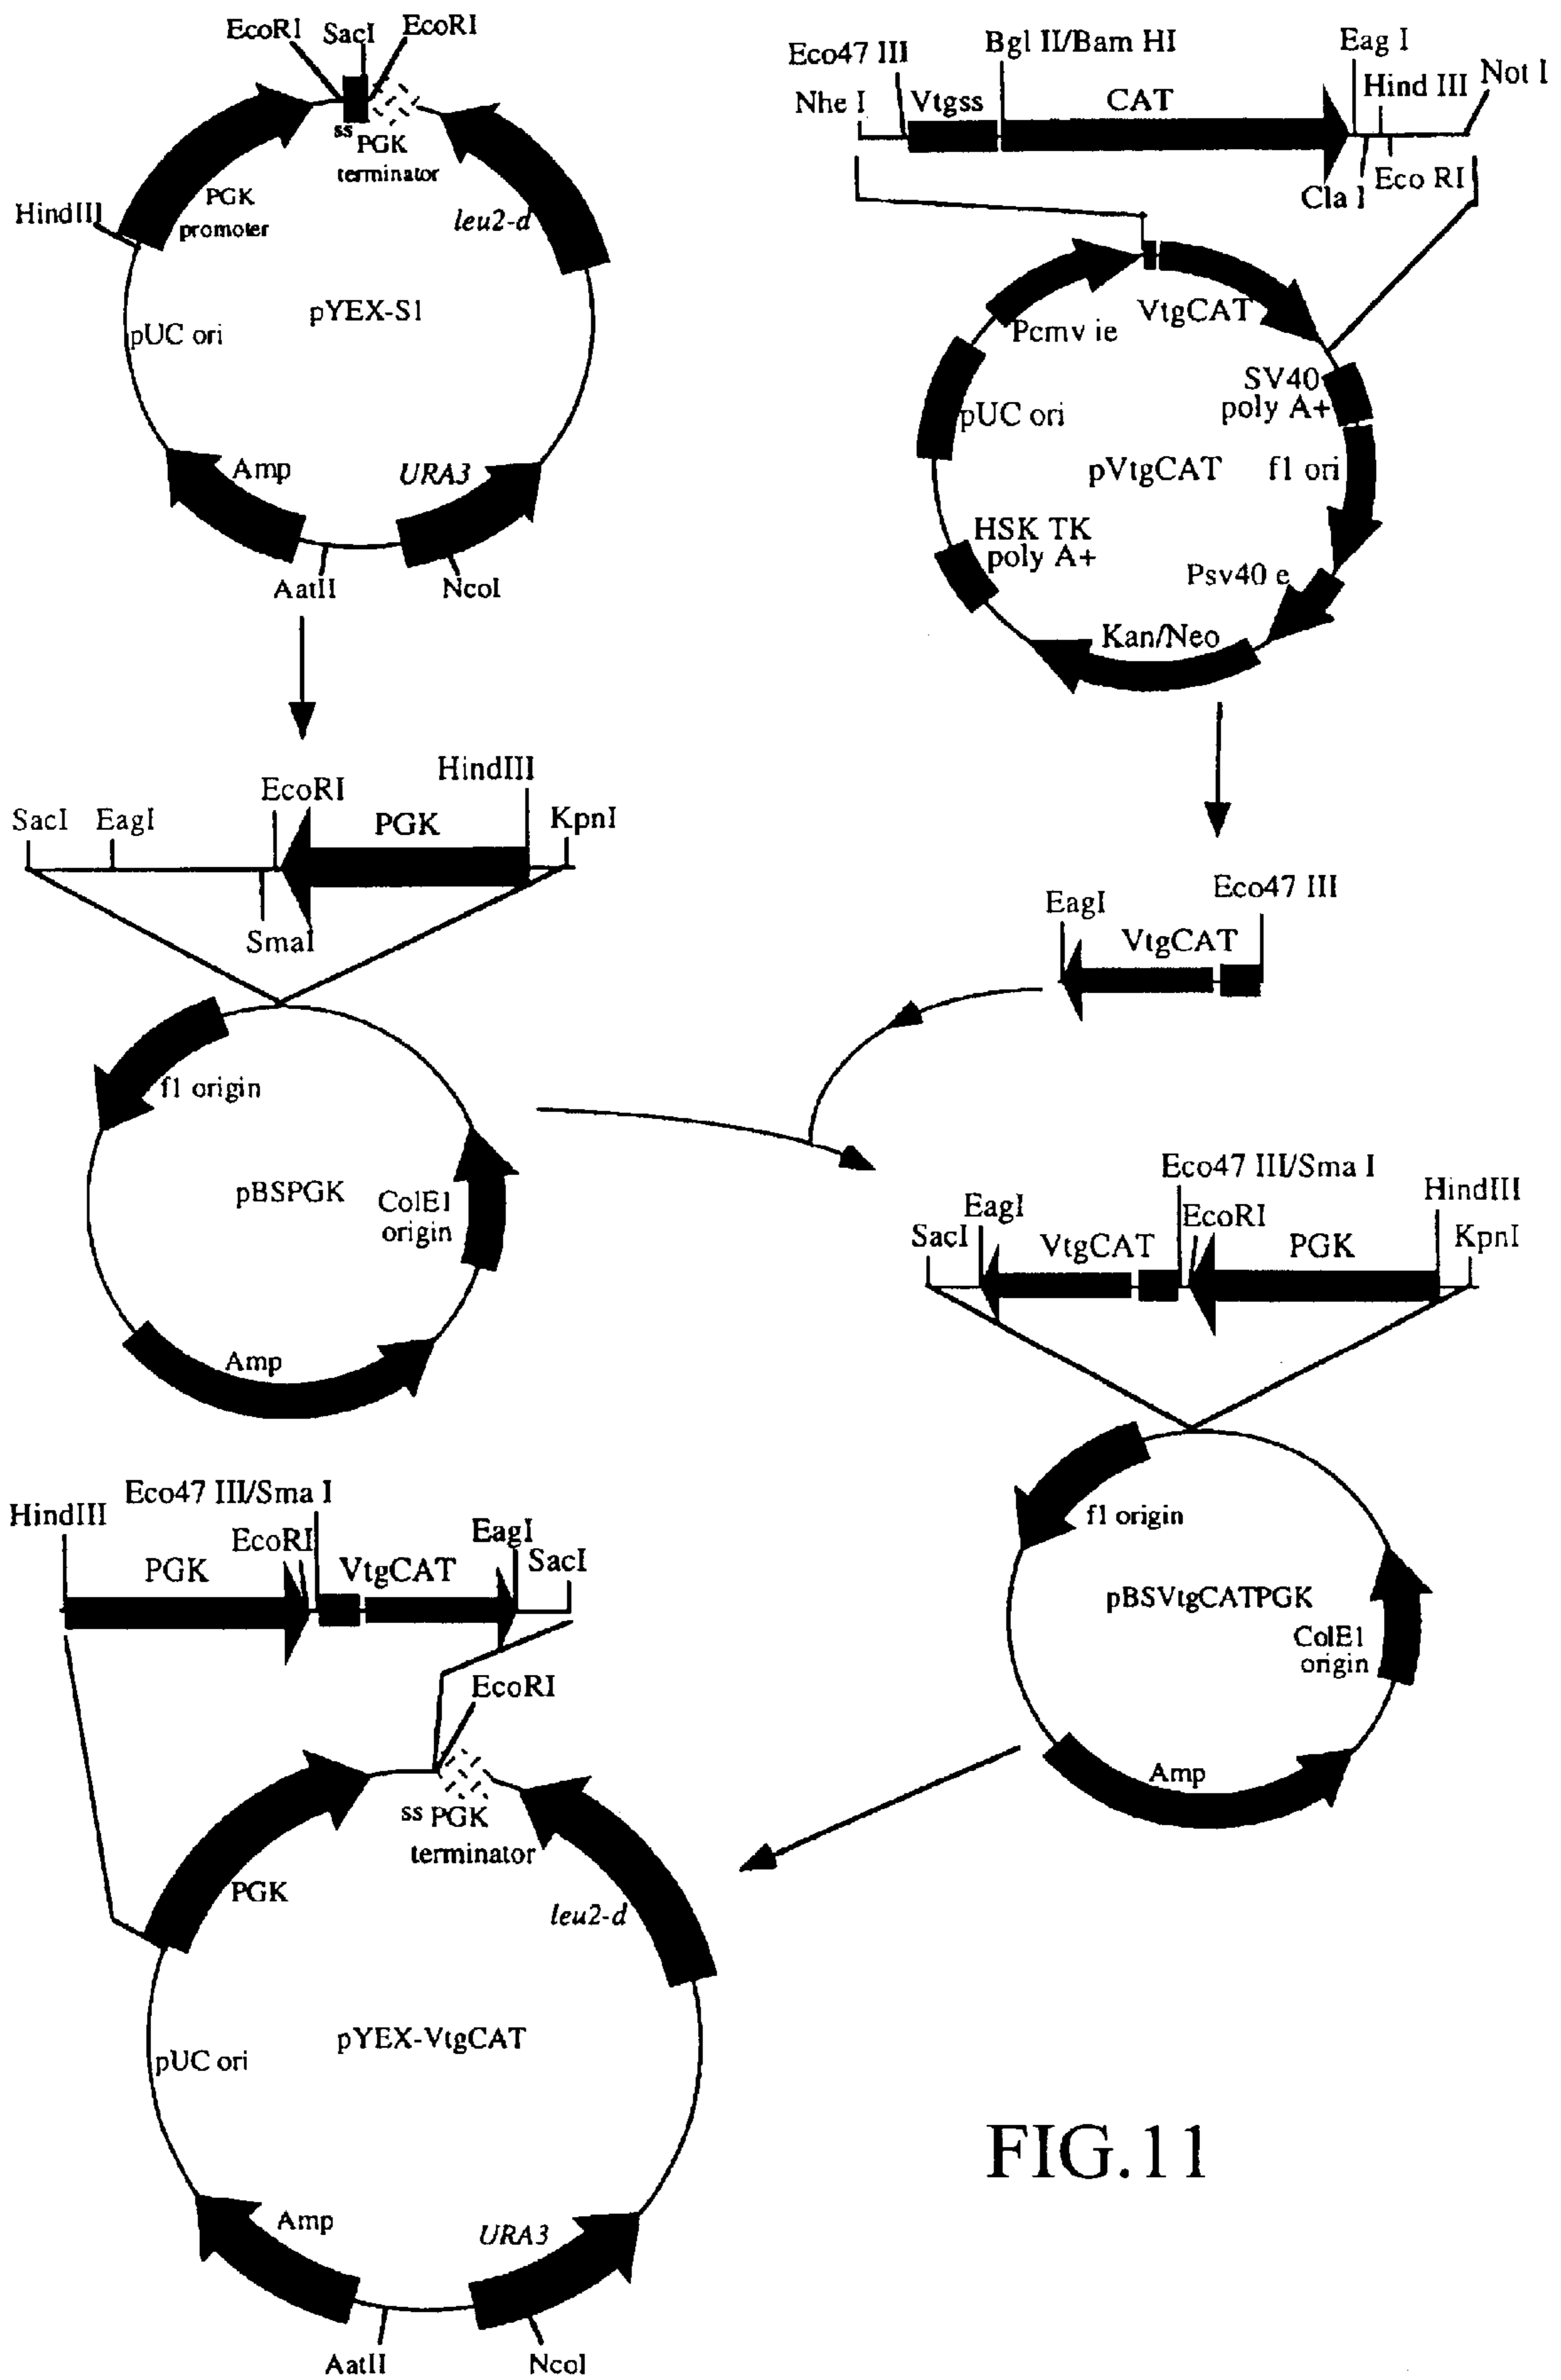 EcoRI
SacI
EcoRI
ss
PGK
terminator
HindIII
PGK
promoter
leu2-d
pYEX-S1
pUC ori
Amp
URA3
AatII
NcoI
Eco47 III
Bgl II/Bam HI
Eag I
Hind III
Not I
Nhe I
Vtgss
CAT
Cla I
Eco RI
Pcmv ie
VtgCAT
SV40
poly A+
pUC ori
pVtgCAT
f1 ori
HSK TK
poly A+
Psv40 e
Kan/Neo
SacI
EagI
EcoRI
PGK
HindIII
KpnI
SmaI
f1 origin
pBSPGK
ColE1
origin
Amp
EagI
VtgCAT
Eco47 III
Eco47 III/Sma I
SacI
EagI
VtgCAT
EcoRI
PGK
HindIII
KpnI
f1 origin
pBSVtgCATPGK
ColE1
origin
Amp
HindIII
Eco47 III/Sma I
PGK
EcoRI
VtgCAT
EagI
SacI
EcoRI
ss PGK
terminator
PGK
leu2-d
pYEX-VtgCAT
pUC ori
Amp
URA3
AatII
NcoI
FIG.11